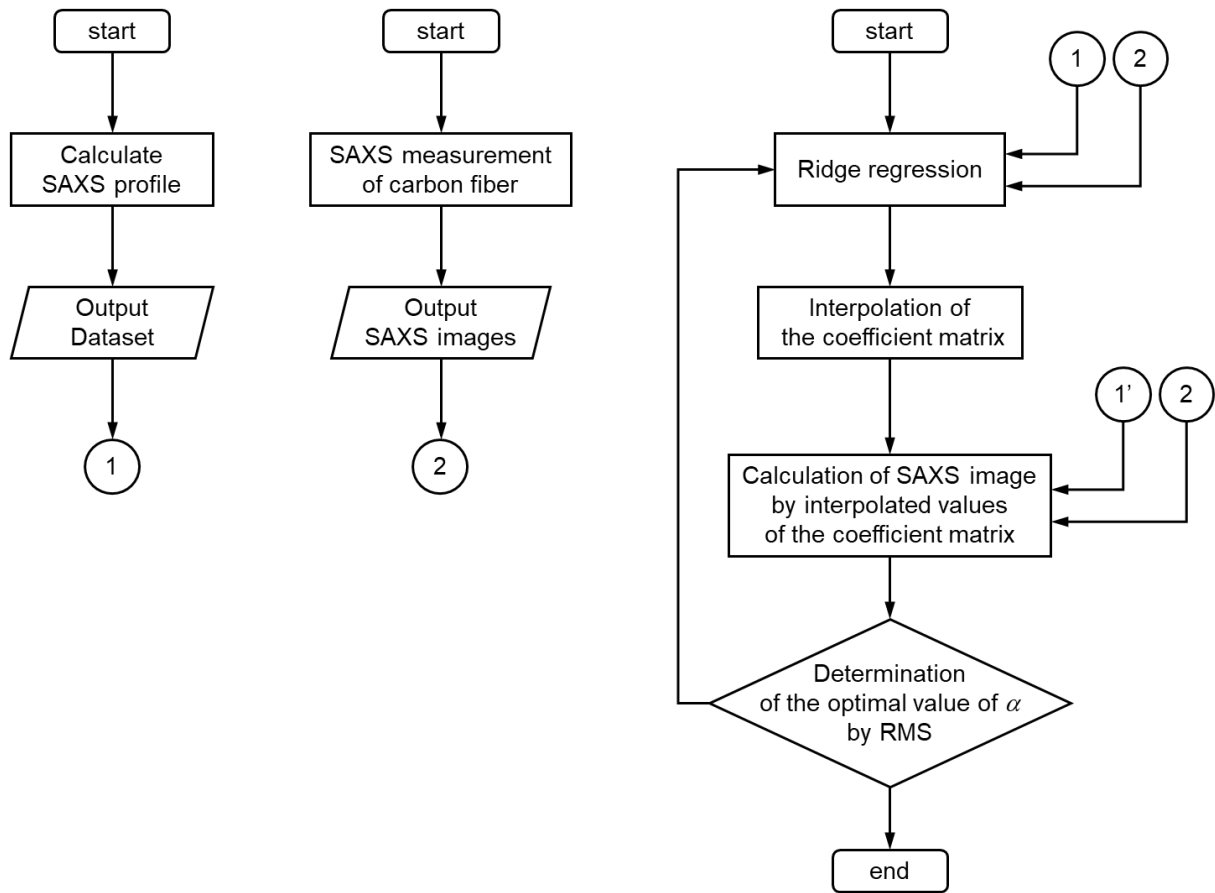 start
Calculate
SAXS profile
Output
Dataset
1
start
SAXS measurement
of carbon fiber
Output
SAXS images
2
start
1
2
Ridge regression
Interpolation of
the coefficient matrix
1’
2
Calculation of SAXS image
by interpolated values
of the coefficient matrix
Determination
of the optimal value of α
by RMS
end